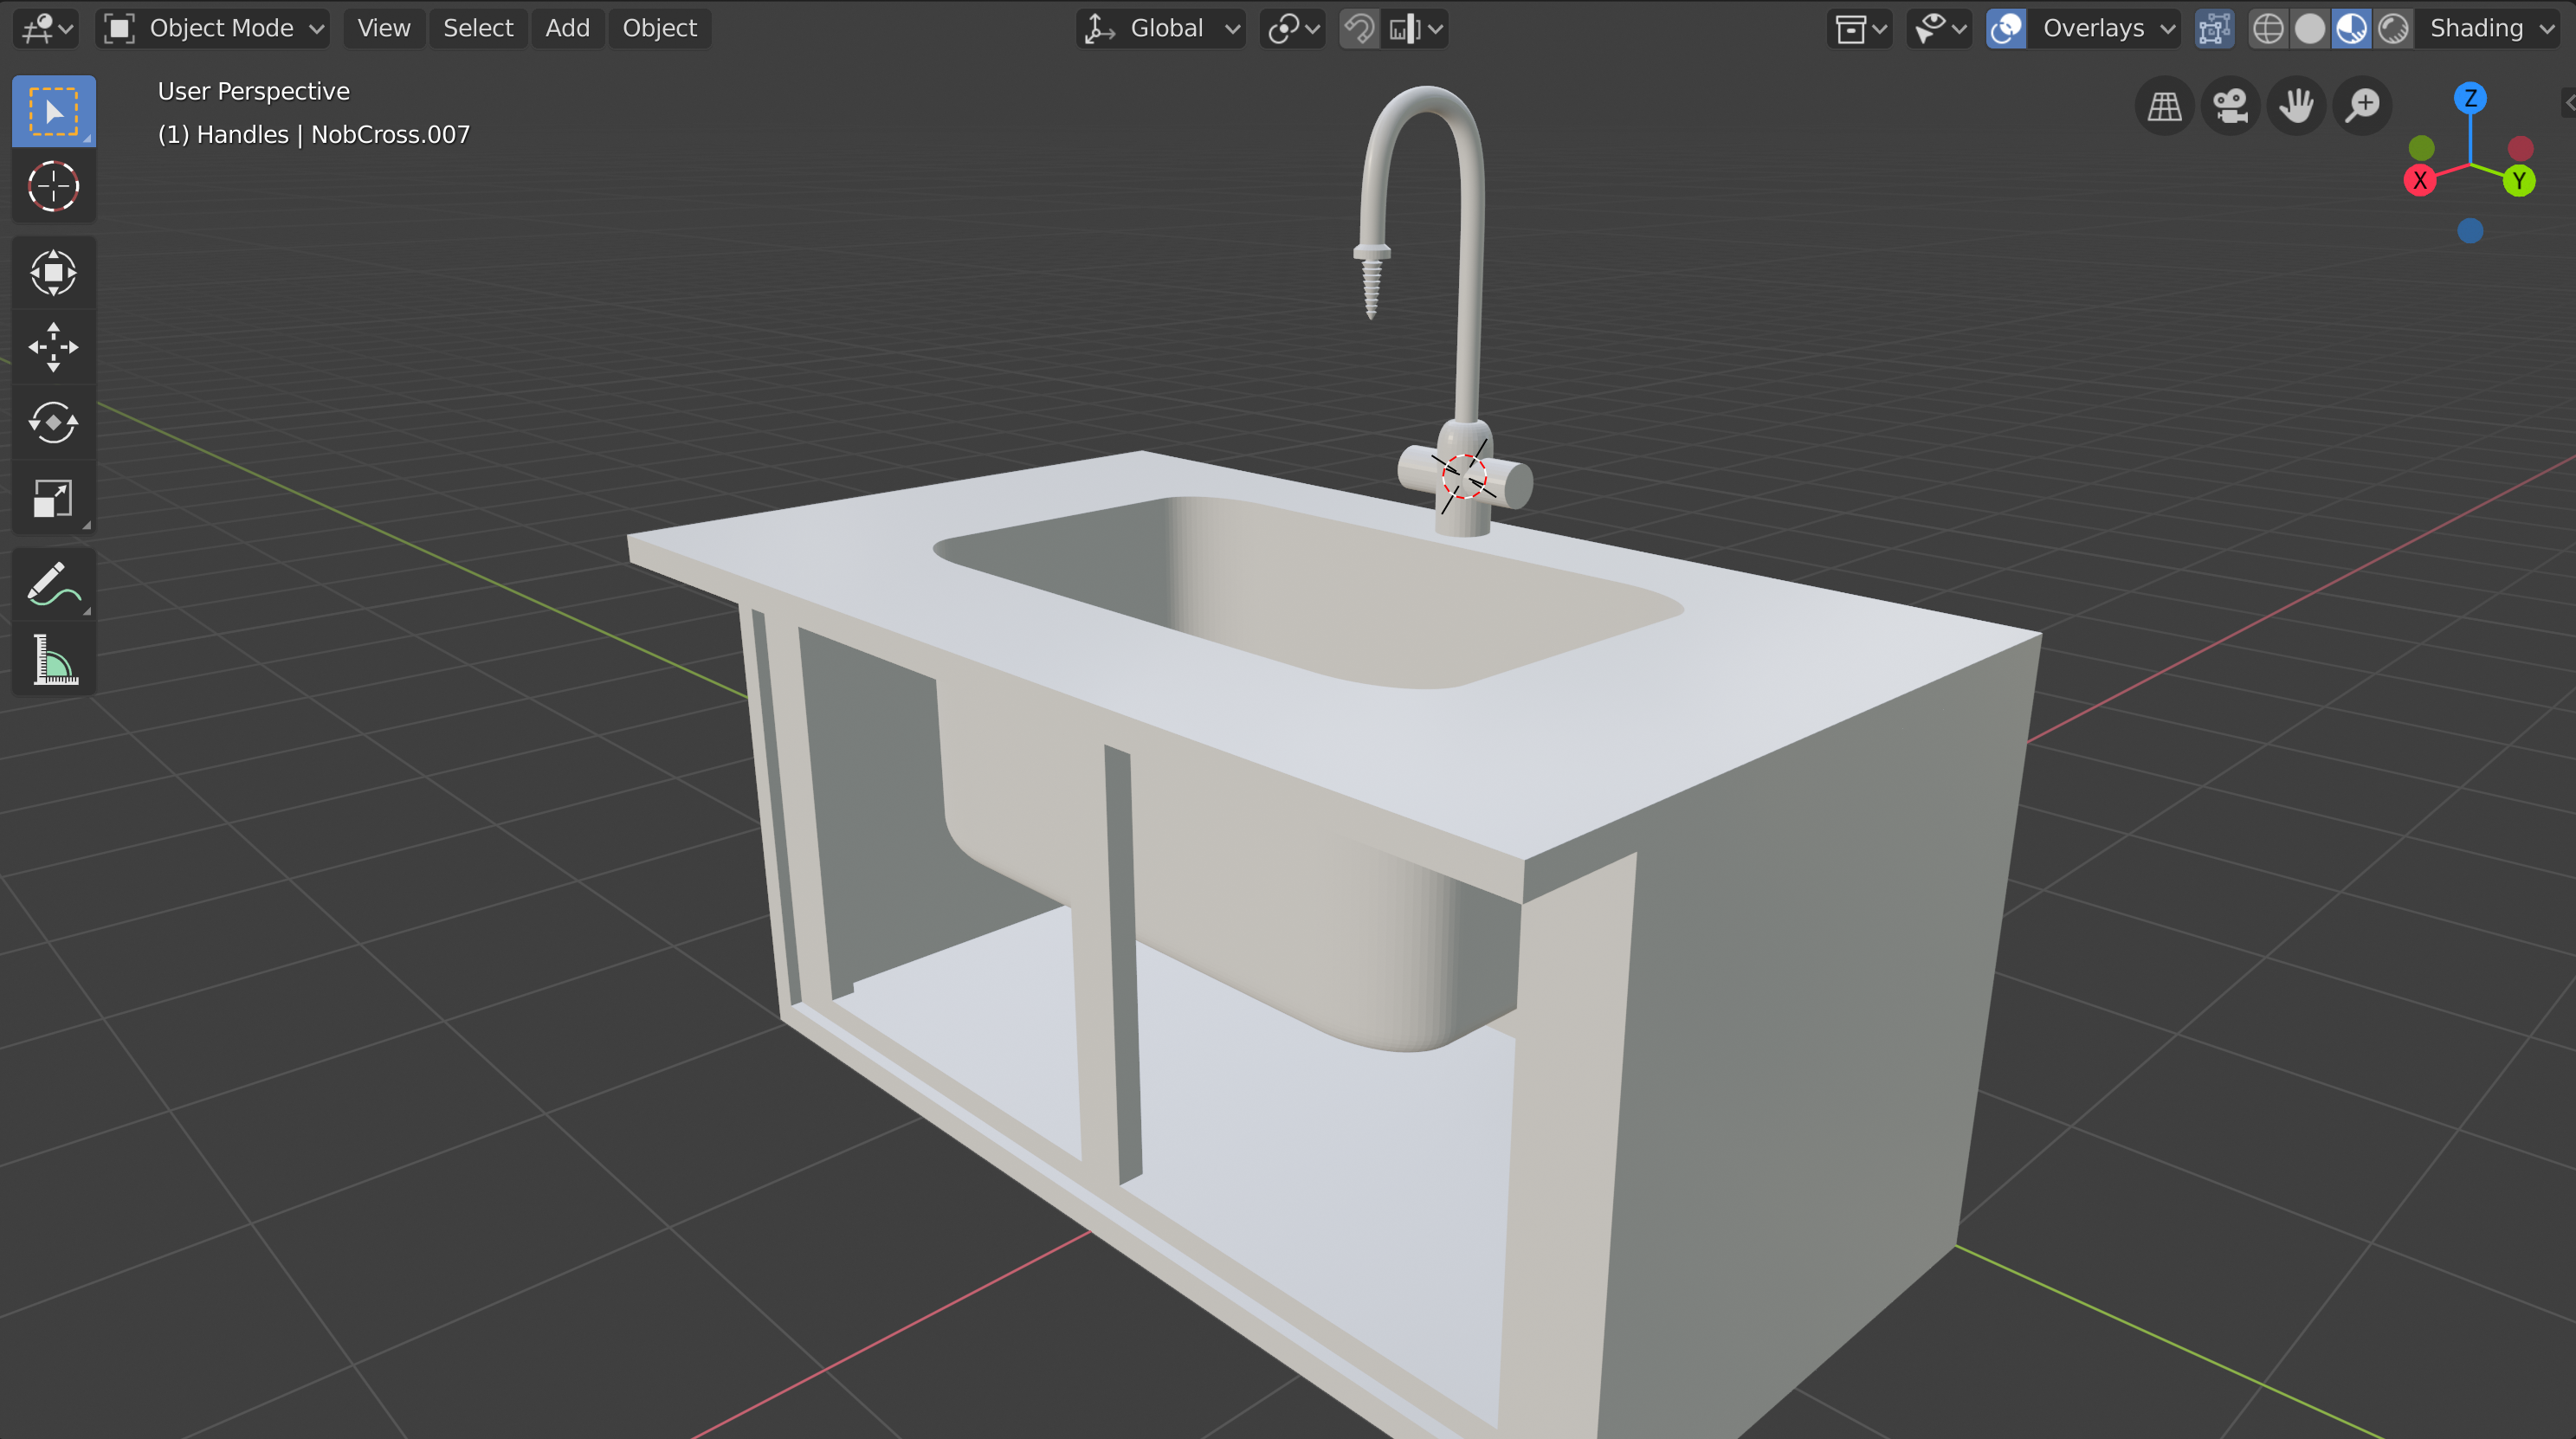 Object Mode
View
Select
Add
Object
Global
Overlays
Shading
User Perspective
(1) Handles | NobCross.007
Z
X
Y